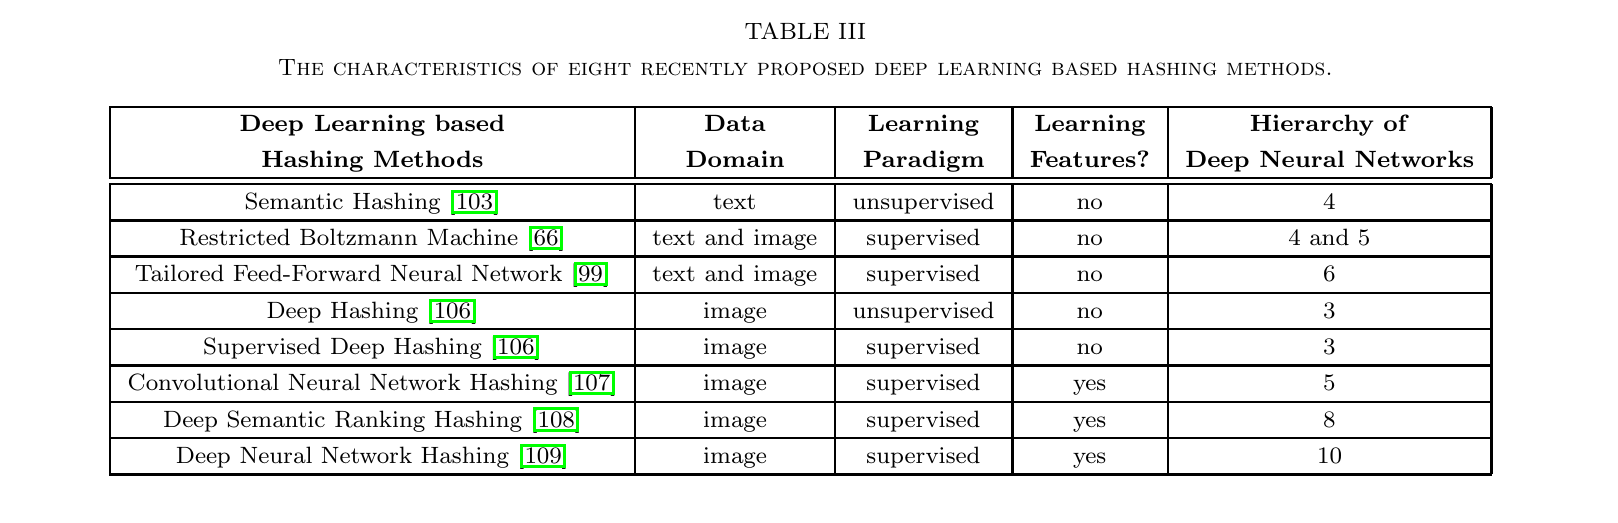 TABLE III
THE CHARACTERISTICS OF EIGHT RECENTLY PROPOSED DEEP LEARNING BASED HASHING METHODS.
Deep Learning based Data Learning Learning Hierarchy of
Hashing Methods Domain Paradigm Features? Deep Neural Networks
Semantic Hashing [103] text unsupervised no 4
Restricted Boltzmann Machine [66] text and image supervised no 4 and 5
Tailored Feed-Forward Neural Network [99] text and image supervised no 6
Deep Hashing [106] image unsupervised no 3
Supervised Deep Hashing [106] image supervised no 3
Convolutional Neural Network Hashing [107] image supervised yes 5
Deep Semantic Ranking Hashing [108] image supervised yes 8
Deep Neural Network Hashing [109] image supervised yes 10